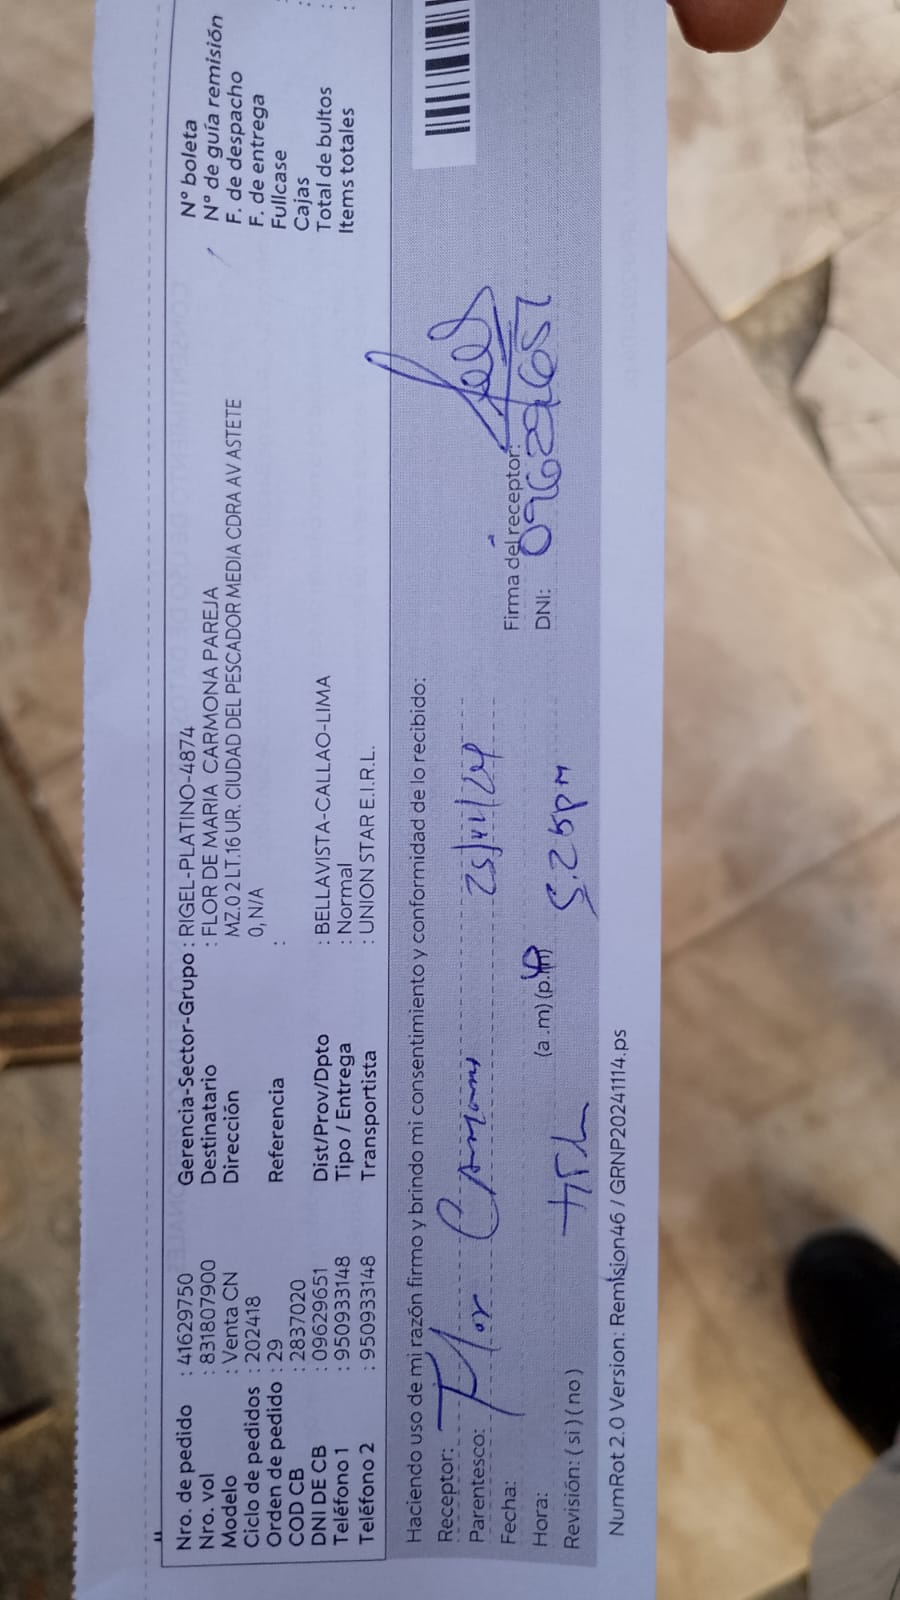 Nro. de pedido : 41629750 Gerencia-Sector-Grupo : RIGEL-PLATINO-4874 N° boleta :
Nro. vol : 831807900 Destinatario : FLOR DE MARIA CARMONA PAREJA N° de guía remisión
Modelo : Venta CN Dirección MZ.02 LT.16 UR. CIUDAD DEL PESCADOR MEDIA CDRA AV ASTETE F. de despacho
Ciclo de pedidos : 202418 0, N/A F. de entrega
Orden de pedido : 29 Referencia : Fullcase
COD CB : 2837020 Cajas
DNI DE CB : 09629651 Dist/Prov/Dpto : BELLAVISTA-CALLAO-LIMA Total de bultos :
Teléfono 1 : 950933148 Tipo / Entrega : Normal Items totales :
Teléfono 2 : 950933148 Transportista : UNION STAR E.I.R.L.
Haciendo uso de mi razón firmo y brindo mi consentimiento y conformidad de lo recibido:
Receptor: Flor Carmona
Parentesco: 25/11/24
Fecha: Firma del receptor:
Hora: (a.m) (p.m) 5.25pm DNI: 09629651
Revisión: ( si ) ( no )
NumRot 2.0 Version: Remision46 / GRNP20241114.ps